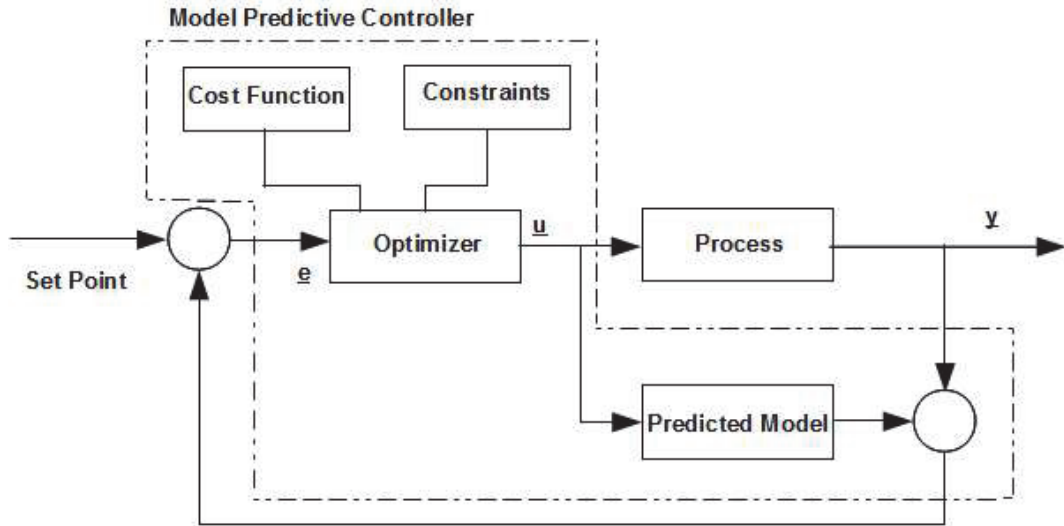 Model Predictive Controller
Cost Function
Constraints
Set Point
e
Optimizer
u
Process
y
Predicted Model